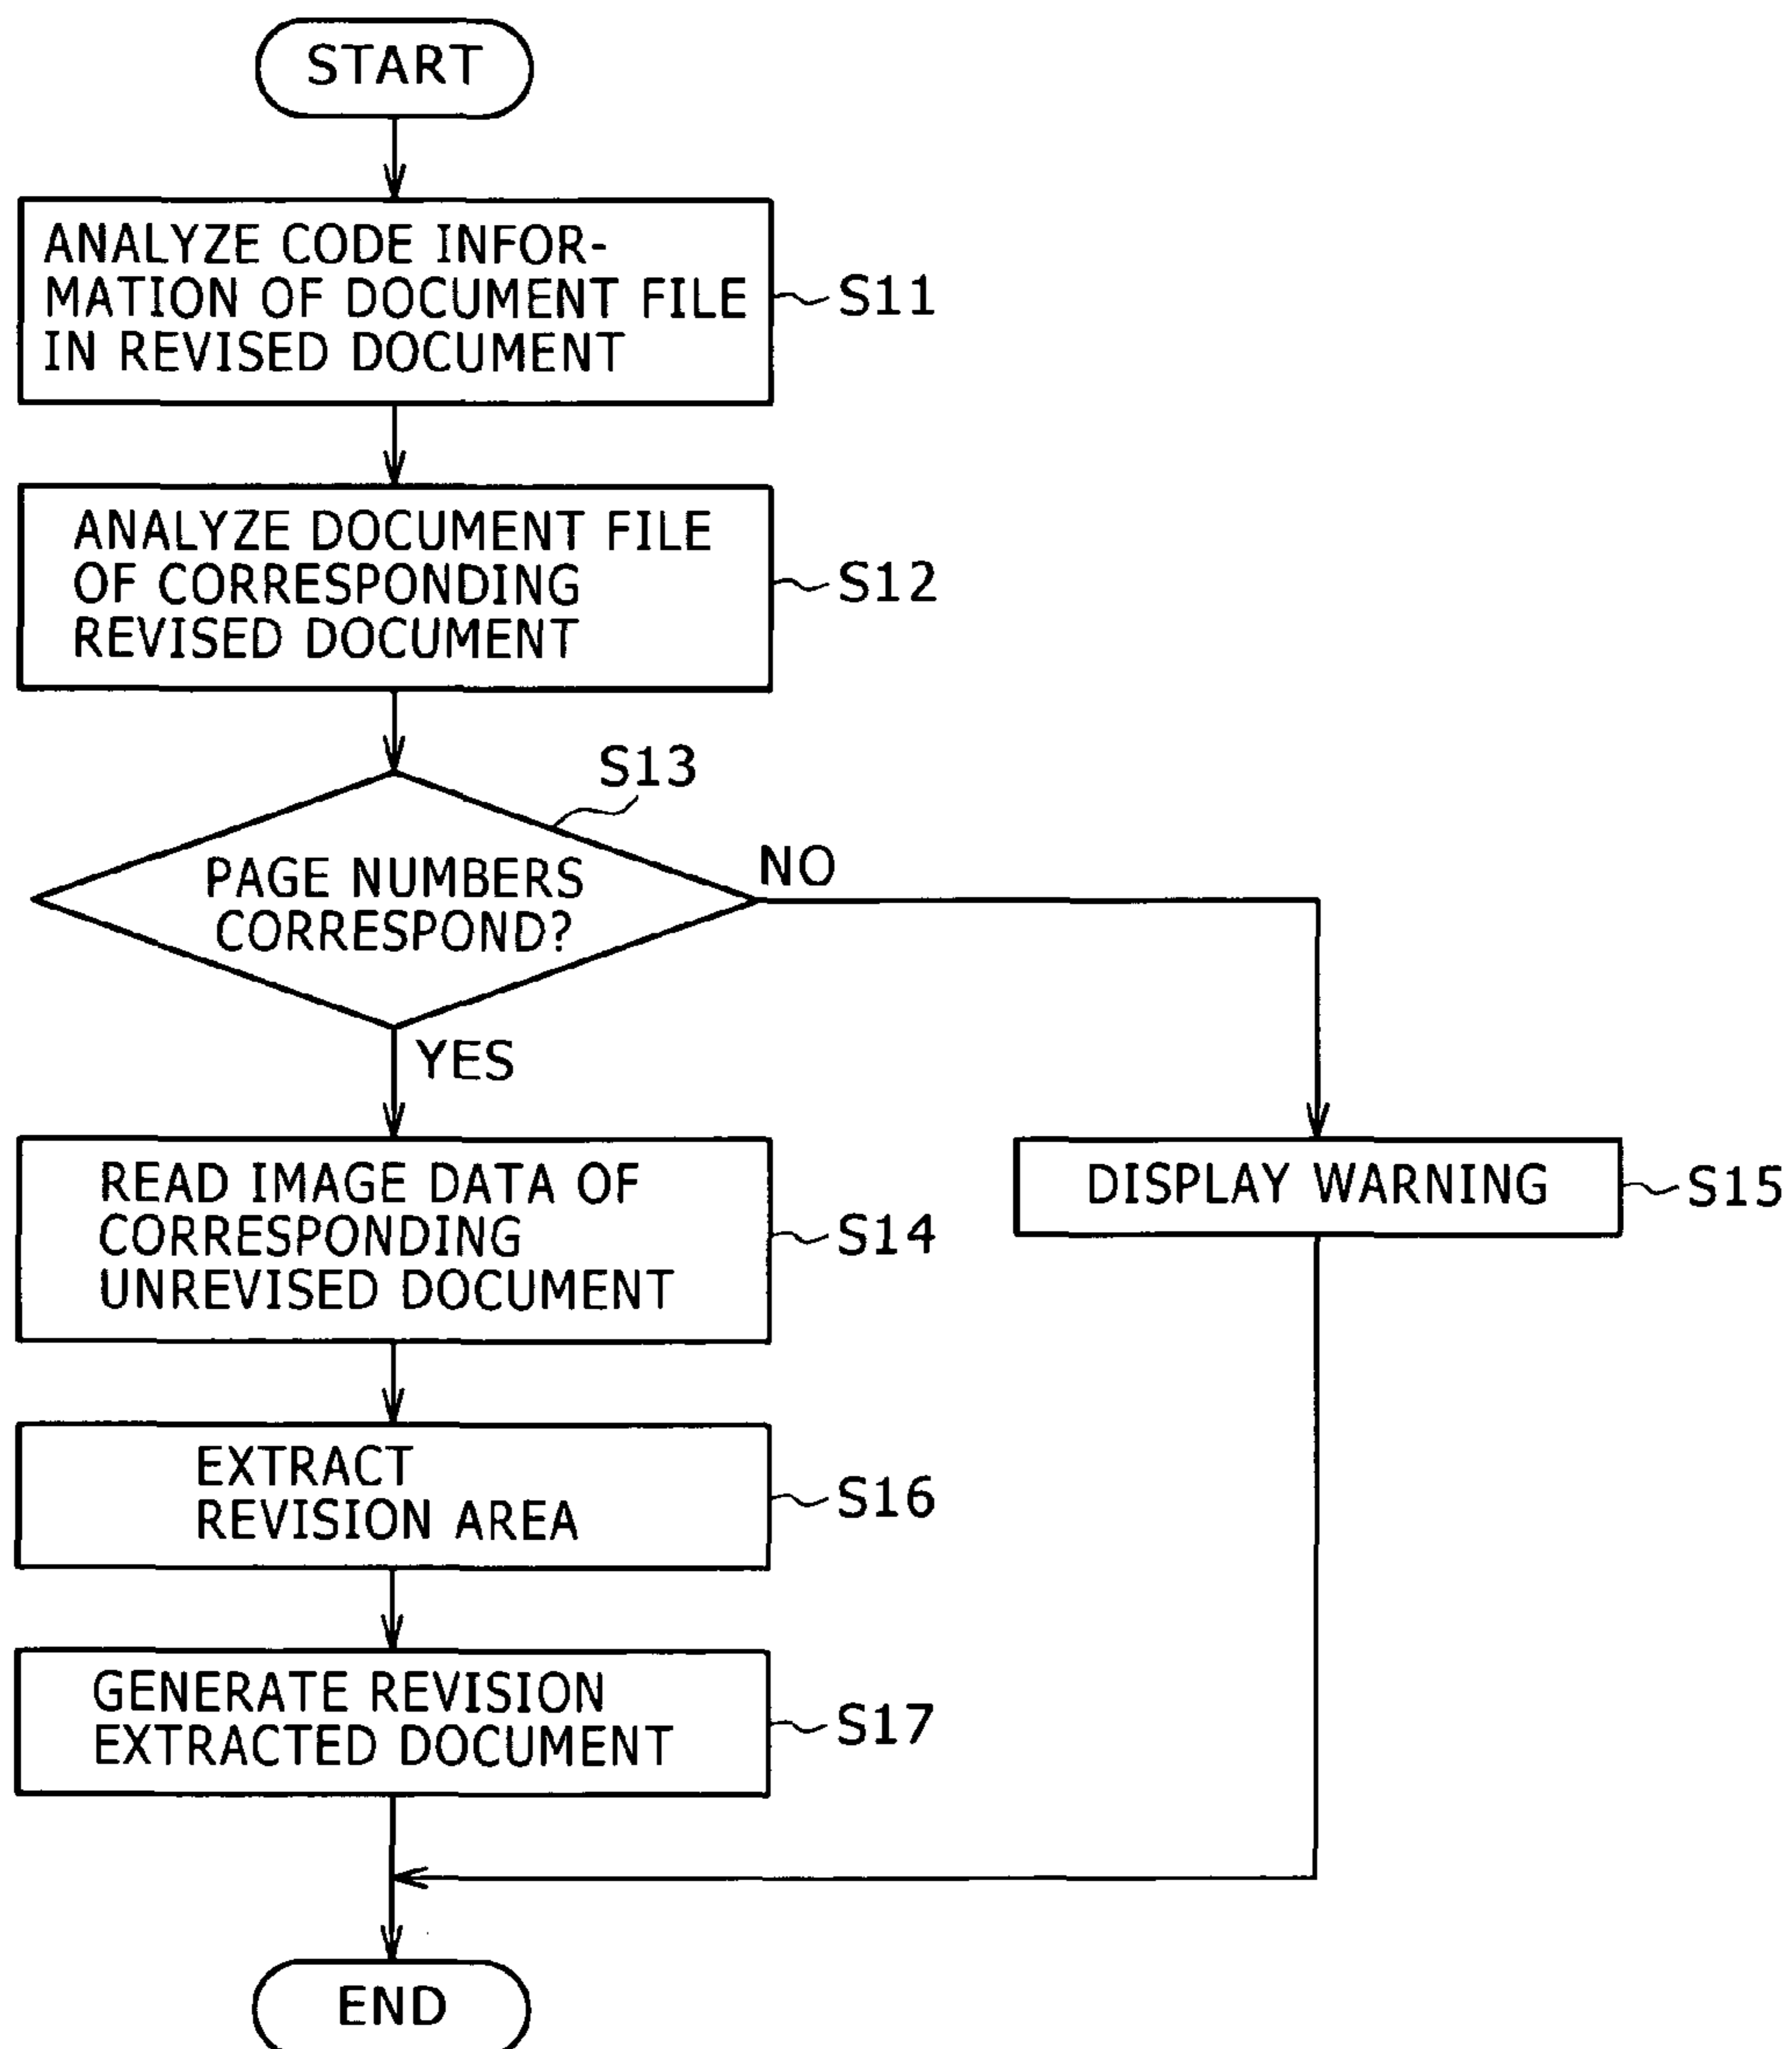 START
ANALYZE CODE INFOR-
MATION OF DOCUMENT FILE
IN REVISED DOCUMENT
S11
ANALYZE DOCUMENT FILE
OF CORRESPONDING
REVISED DOCUMENT
S12
S13
PAGE NUMBERS
CORRESPOND?
NO
YES
READ IMAGE DATA OF
CORRESPONDING
UNREVISED DOCUMENT
S14
DISPLAY WARNING
S15
EXTRACT
REVISION AREA
S16
GENERATE REVISION
EXTRACTED DOCUMENT
S17
END